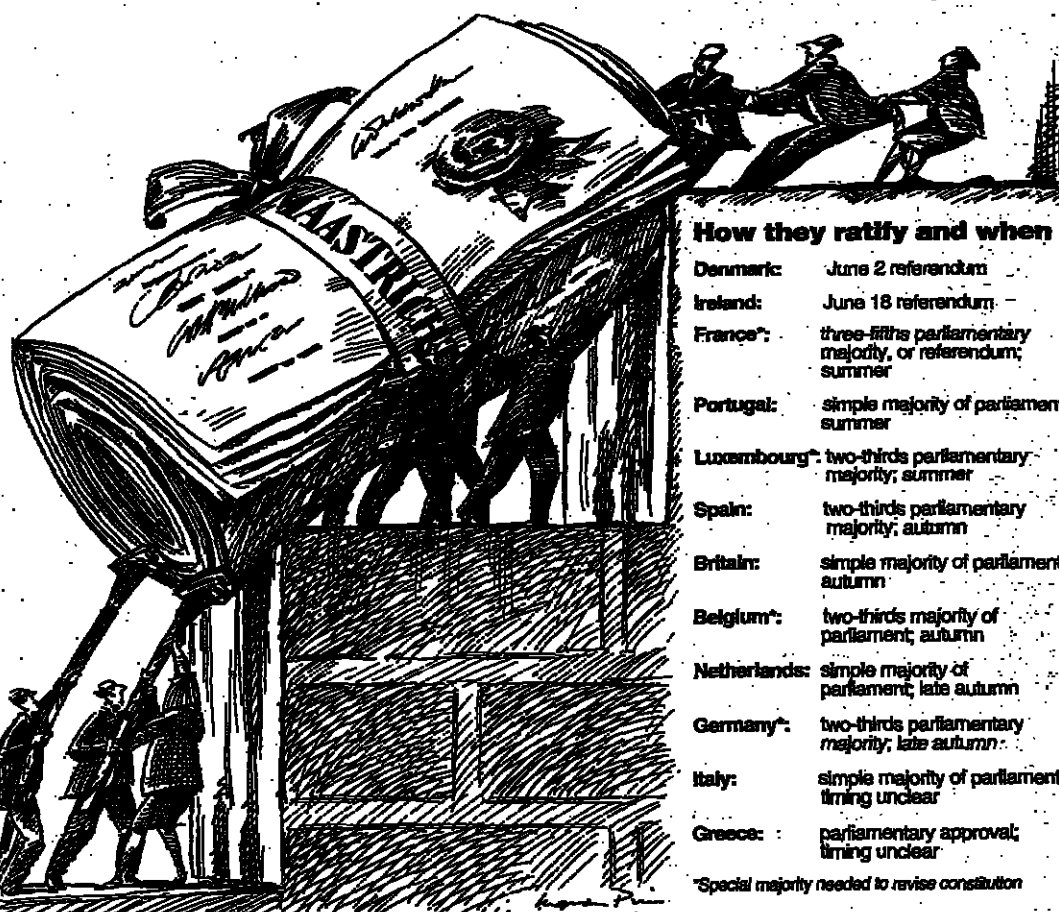 MAASTRICHT
How they ratify and when
Denmark: June 2 referendum
Ireland: June 18 referendum
France*: three-fifths parliamentary
majority, or referendum;
summer
Portugal: simple majority of parliament
summer
Luxembourg*: two-thirds parliamentary
majority; summer
Spain: two-thirds parliamentary
majority; autumn
Britain: simple majority of parliament
autumn
Belgium*: two-thirds majority of
parliament; autumn
Netherlands: simple majority of
parliament; late autumn
Germany*: two-thirds parliamentary
majority; late autumn
Italy: simple majority of parliament
timing unclear
Greece: parliamentary approval;
timing unclear
*Special majority needed to revise constitution